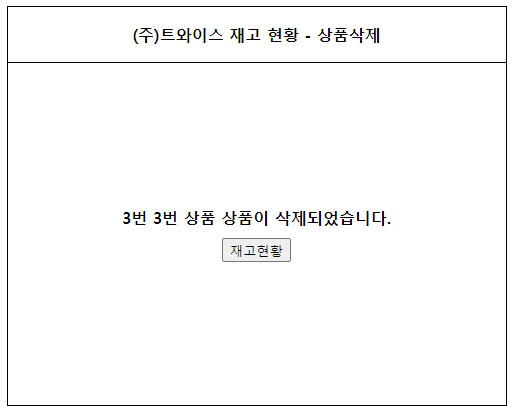 (주)트와이스 재고 현황 - 상품삭제
3번 3번 상품 상품이 삭제되었습니다.
재고현황